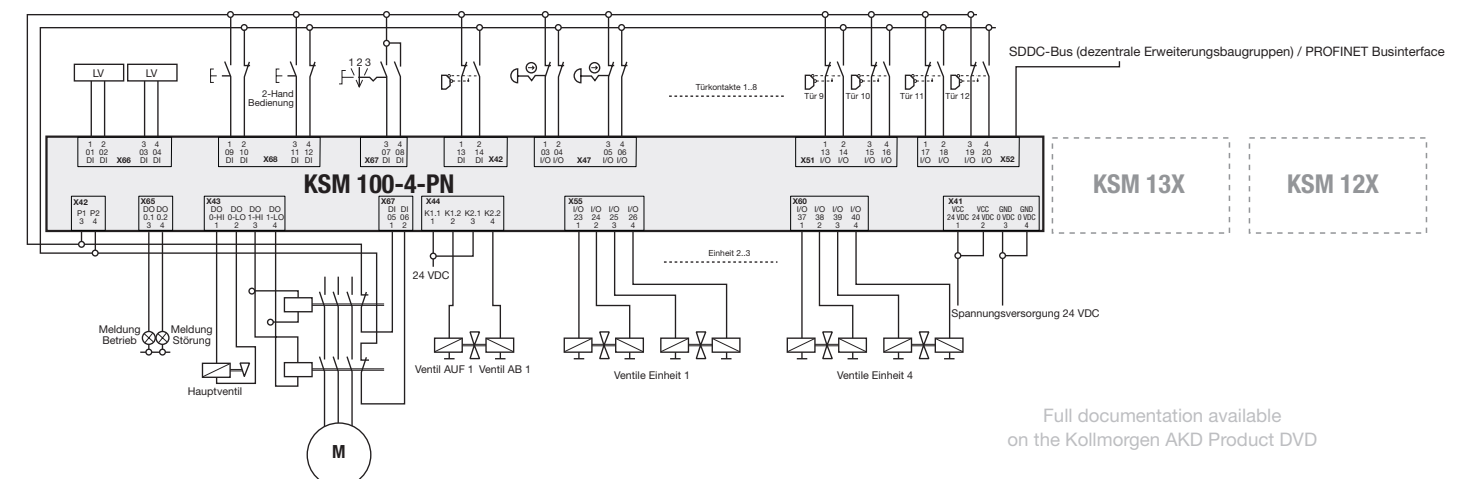 SDDC-Bus (dezentrale Erweiterungsbaugruppen) / PROFINET Businterface
LV LV
2-Hand
Bedienung
1 2 3
Türkontakte 1..8
Tür 9 Tür 10 Tür 11 Tür 12
1 2 3 4 1 2 3 4 3 4 1 2 1 2 3 4 1 2 3 4 1 2 3 4
01 02 03 04 09 10 11 12 07 08 13 14 03 04 05 06 13 14 15 16 17 18 19 20
DI DI X66 DI DI DI DI X68 DI DI X67 DI DI DI DI X42 I/O I/O X47 I/O I/O X51 I/O I/O I/O I/O I/O I/O I/O I/O X52
KSM 100-4-PN
KSM 13X
KSM 12X
X42 X65 X43 X67 X44 X55 X60 X41
P1 P2 DO DO DO DO DO DO DI DI K1.1 K1.2 K2.1 K2.2 I/O I/O I/O I/O I/O I/O I/O I/O VCC VCC GND GND
0.1 0.2 0-HI 0-LO 1-HI 1-LO 05 06 23 24 25 26 37 38 39 40 24 VDC 24 VDC 0 VDC 0 VDC
3 4 3 4 1 2 3 4 1 2 1 2 3 4 1 2 3 4 1 2 3 4 1 2 3 4
Einheit 2..3
24 VDC
Spannungsversorgung 24 VDC
Meldung
Betrieb
Meldung
Störung
Hauptventil
Ventil AUF 1 Ventil AB 1
Ventile Einheit 1
Ventile Einheit 4
M
Full documentation available
on the Kollmorgen AKD Product DVD